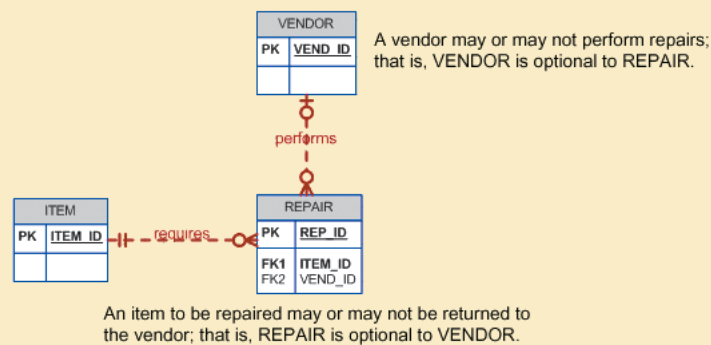 VENDOR
PK VEND_ID
A vendor may or may not perform repairs;
that is, VENDOR is optional to REPAIR.
performs
ITEM
PK ITEM_ID
requires
REPAIR
PK REP_ID
FK1 ITEM_ID
FK2 VEND_ID
An item to be repaired may or may not be returned to
the vendor; that is, REPAIR is optional to VENDOR.